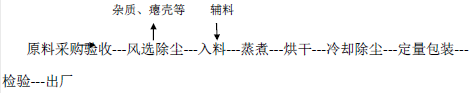 杂质、瘪壳等 辅料
原料采购验收---风选除尘---入料---蒸煮---烘干---冷却除尘---定量包装---
检验---出厂